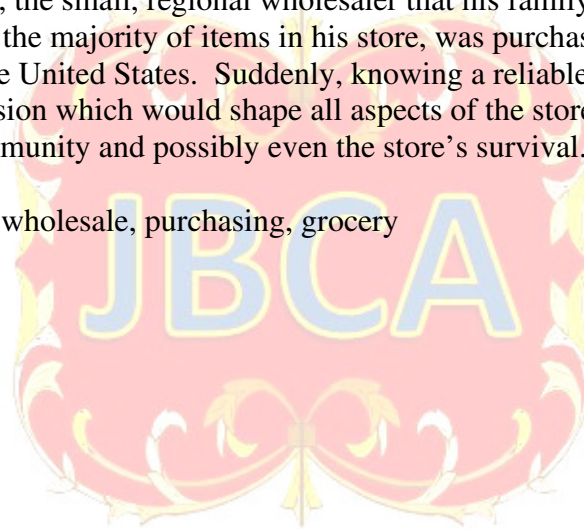 , the small, regional wholesaler that his family
the majority of items in his store, was purchas
e United States. Suddenly, knowing a reliable
sion which would shape all aspects of the store
munity and possibly even the store’s survival.
wholesale, purchasing, grocery
JBCA